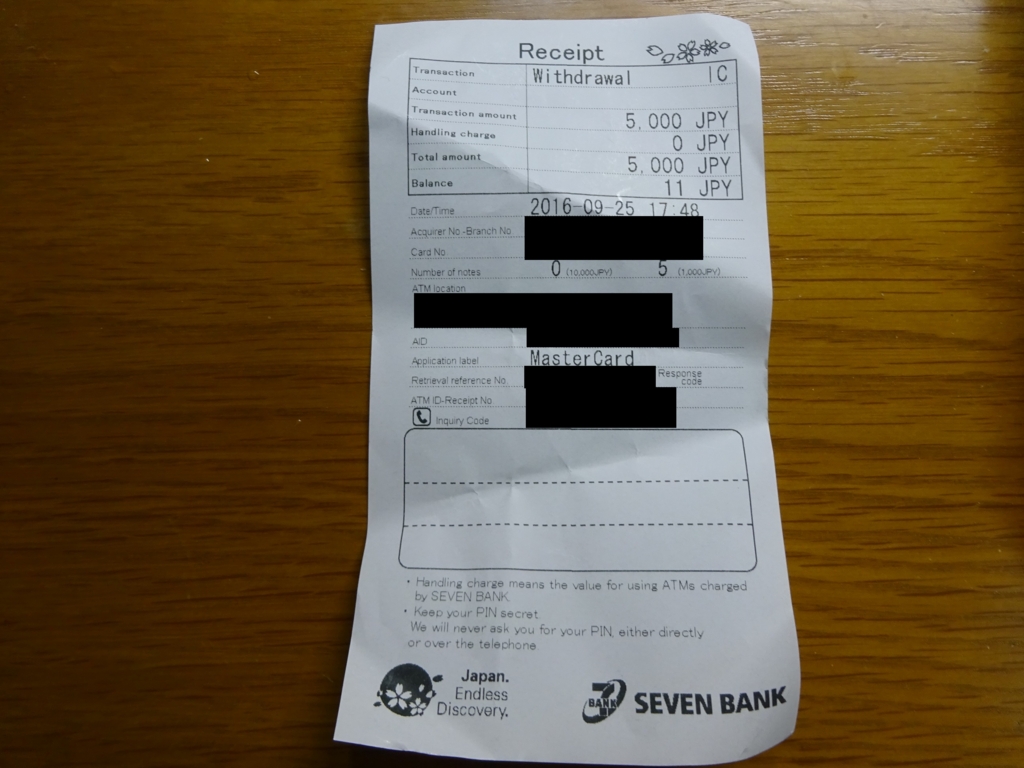 Receipt
Transaction Withdrawal IC
Account
Transaction amount 5,000 JPY
Handling charge 0 JPY
Total amount 5,000 JPY
Balance 11 JPY
Date/Time 2016-09-25 17:48
Acquirer No.-Branch No.
Card No
Number of notes 0 (10,000JPY) 5 (1,000JPY)
ATM location
AID
Application label MasterCard
Retrieval reference No. Response
code
ATM ID-Receipt No.
Inquiry Code
• Handling charge means the value for using ATMs charged
by SEVEN BANK.
• Keep your PIN secret.
We will never ask you for your PIN, either directly
or over the telephone.
Japan.
Endless
Discovery.
7
BANK
SEVEN BANK